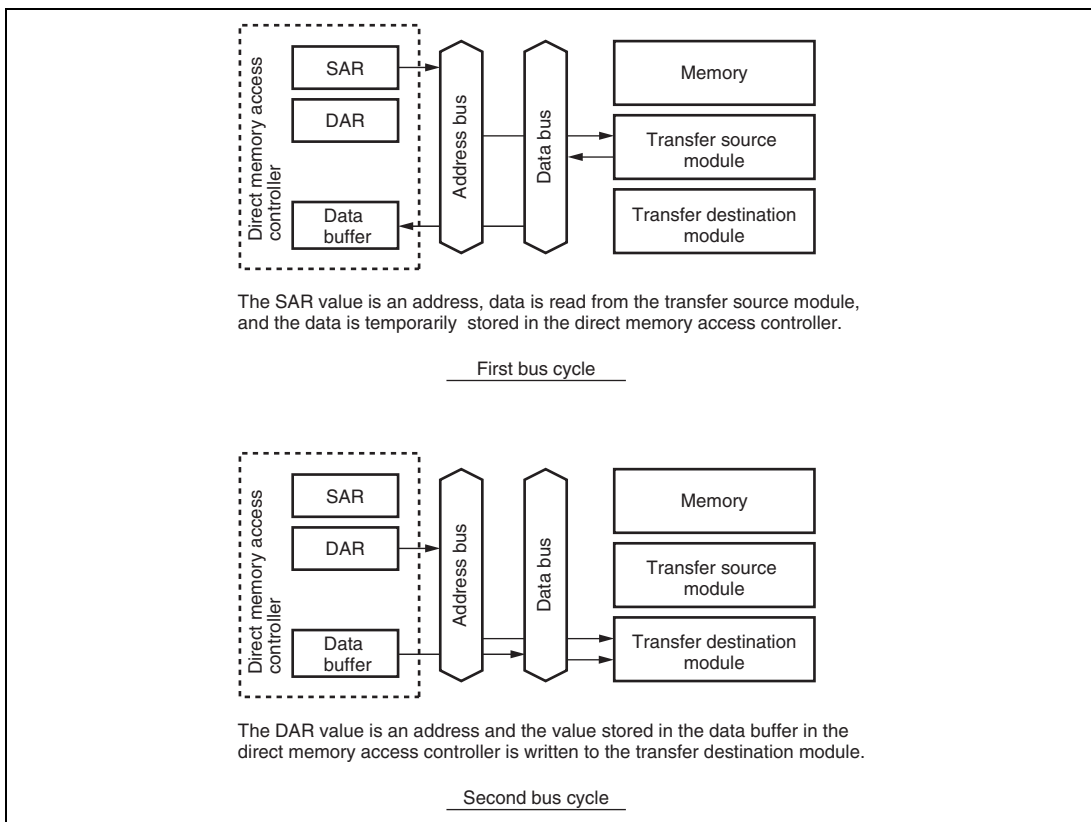 Direct memory access
controller
SAR
DAR
Data
buffer
Address bus
Data bus
Memory
Transfer source
module
Transfer destination
module
The SAR value is an address, data is read from the transfer source module,
and the data is temporarily stored in the direct memory access controller.
First bus cycle
Direct memory access
controller
SAR
DAR
Data
buffer
Address bus
Data bus
Memory
Transfer source
module
Transfer destination
module
The DAR value is an address and the value stored in the data buffer in the
direct memory access controller is written to the transfer destination module.
Second bus cycle